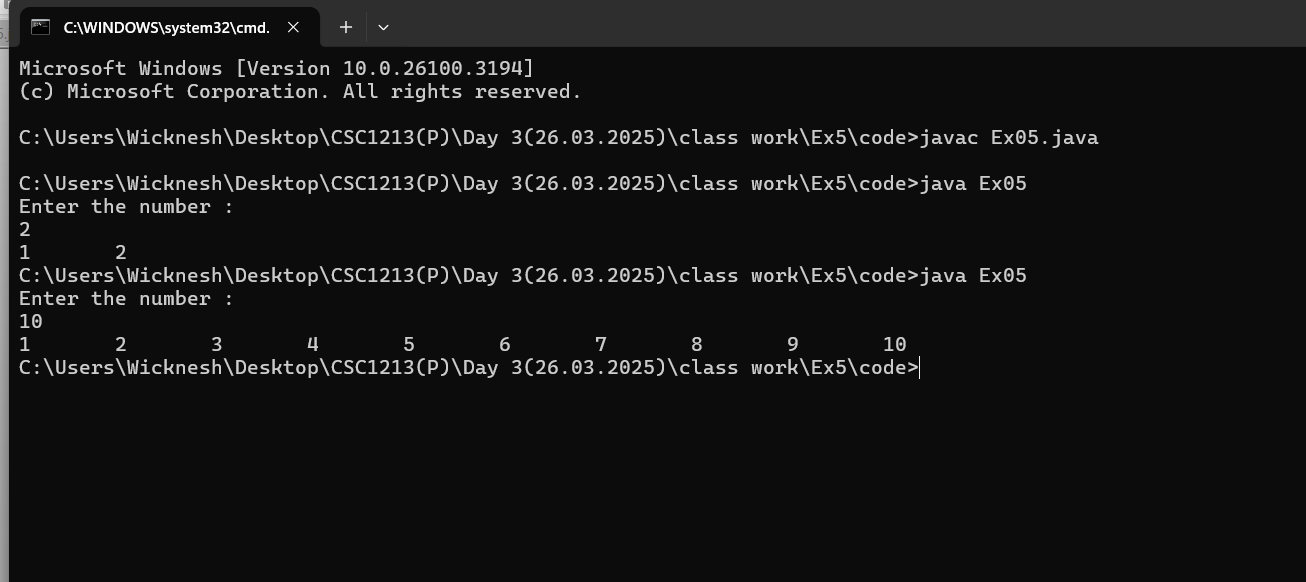 C:\WINDOWS\system32\cmd.
Microsoft Windows [Version 10.0.26100.3194]
(c) Microsoft Corporation. All rights reserved.
C:\Users\Wicknesh\Desktop\CSC1213(P)\Day 3(26.03.2025)\class work\Ex5\code>javac Ex05.java
C:\Users\Wicknesh\Desktop\CSC1213(P)\Day 3(26.03.2025)\class work\Ex5\code>java Ex05
Enter the number :
2
1       2
C:\Users\Wicknesh\Desktop\CSC1213(P)\Day 3(26.03.2025)\class work\Ex5\code>java Ex05
Enter the number :
10
1       2       3       4       5       6       7       8       9       10
C:\Users\Wicknesh\Desktop\CSC1213(P)\Day 3(26.03.2025)\class work\Ex5\code>